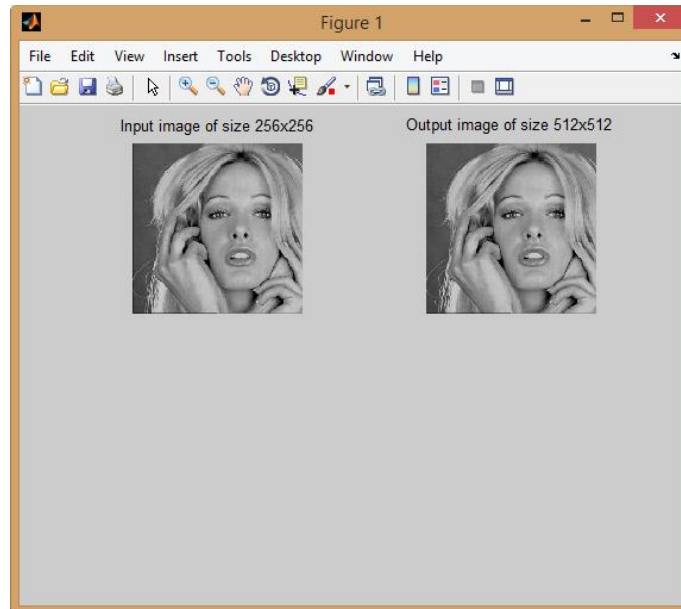 Figure 1
File Edit View Insert Tools Desktop Window Help
Input image of size 256x256
Output image of size 512x512